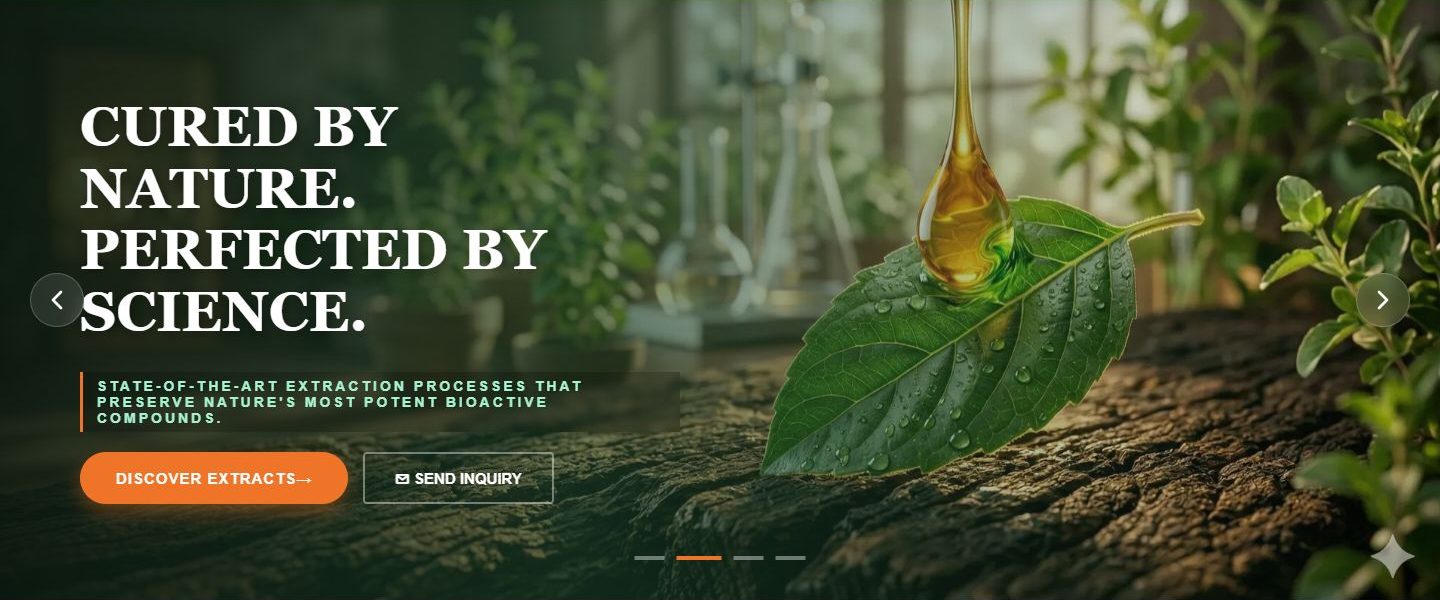 CURED BY
NATURE.
PERFECTED BY
SCIENCE.
STATE-OF-THE-ART EXTRACTION PROCESSES THAT
PRESERVE NATURE'S MOST POTENT BIOACTIVE
COMPOUNDS.
DISCOVER EXTRACTS→
SEND INQUIRY